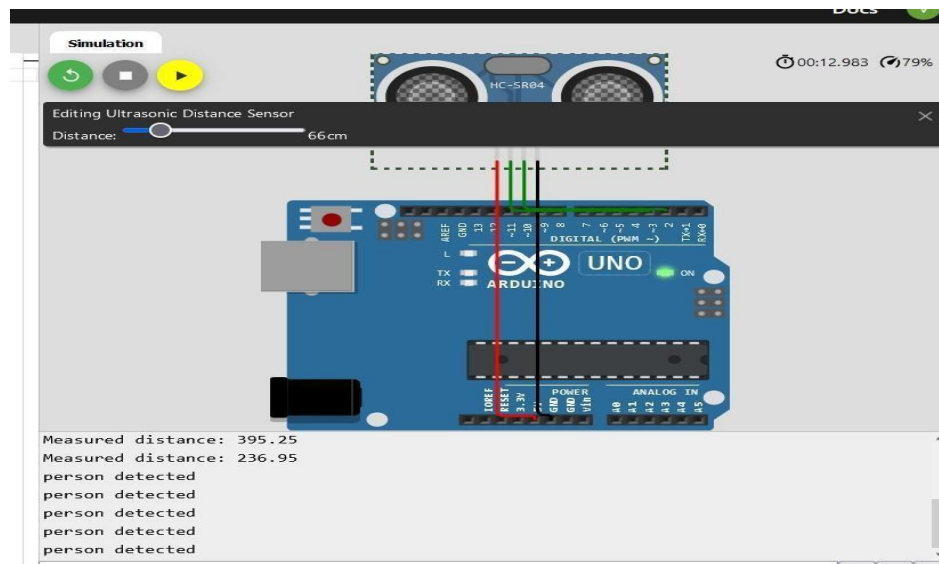 Docs
Simulation
00:12.983 79%
HC-SR04
Editing Ultrasonic Distance Sensor
Distance: 66cm
AREF
GND
13
12
~11
~10
~9
8
7
~6
~5
4
~3
2
TX→1
RX←0
DIGITAL (PWM ~)
L
TX
RX
UNO
ON
ARDUINO
IOREF
RESET
3.3V
GND
GND
Vin
POWER
ANALOG IN
A0
A1
A2
A3
A4
A5
Measured distance: 395.25
Measured distance: 236.95
person detected
person detected
person detected
person detected
person detected